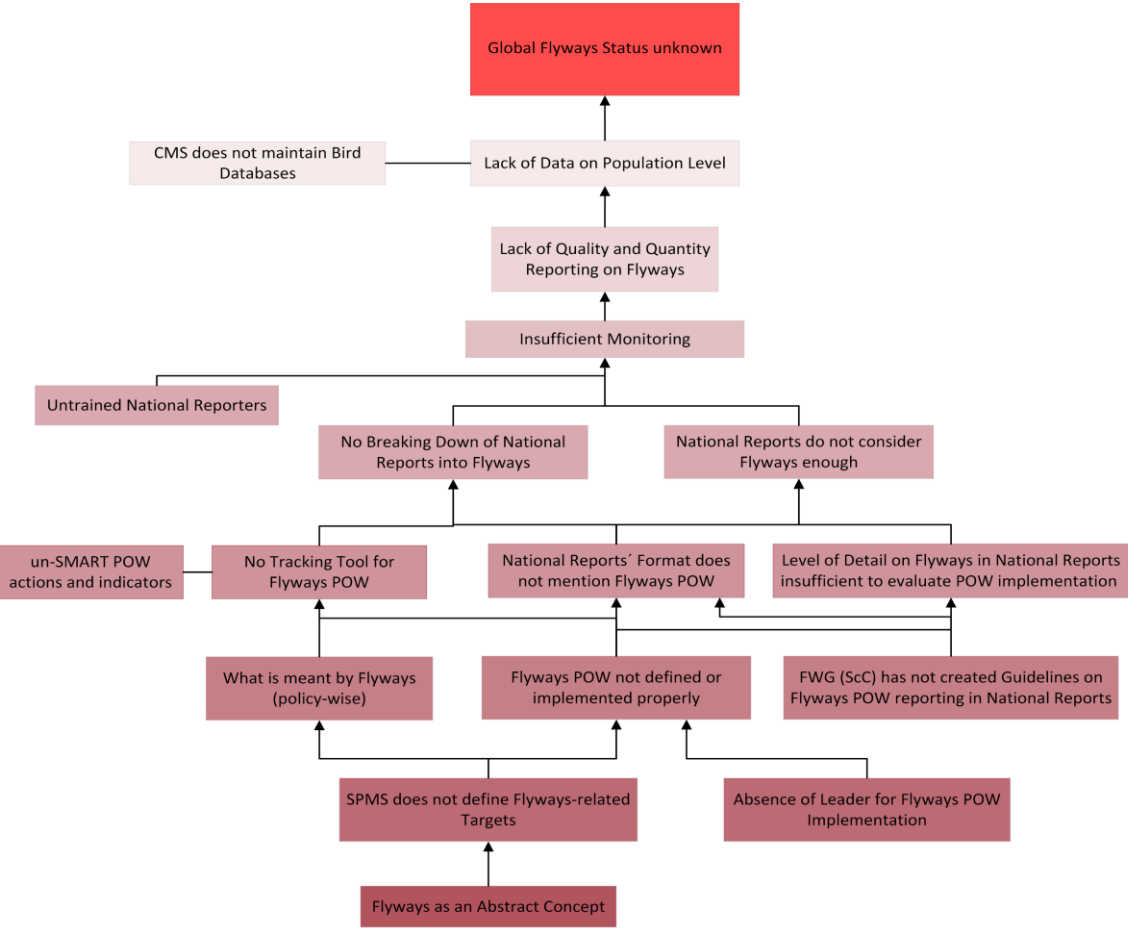 Global Flyways Status unknown
CMS does not maintain Bird
Databases
Lack of Data on Population Level
Lack of Quality and Quantity
Reporting on Flyways
Insufficient Monitoring
Untrained National Reporters
No Breaking Down of National
Reports into Flyways
National Reports do not consider
Flyways enough
un-SMART POW
actions and indicators
No Tracking Tool for
Flyways POW
National Reports´ Format does
not mention Flyways POW
Level of Detail on Flyways in National Reports
insufficient to evaluate POW implementation
What is meant by Flyways
(policy-wise)
Flyways POW not defined or
implemented properly
FWG (ScC) has not created Guidelines on
Flyways POW reporting in National Reports
SPMS does not define Flyways-related
Targets
Absence of Leader for Flyways POW
Implementation
Flyways as an Abstract Concept